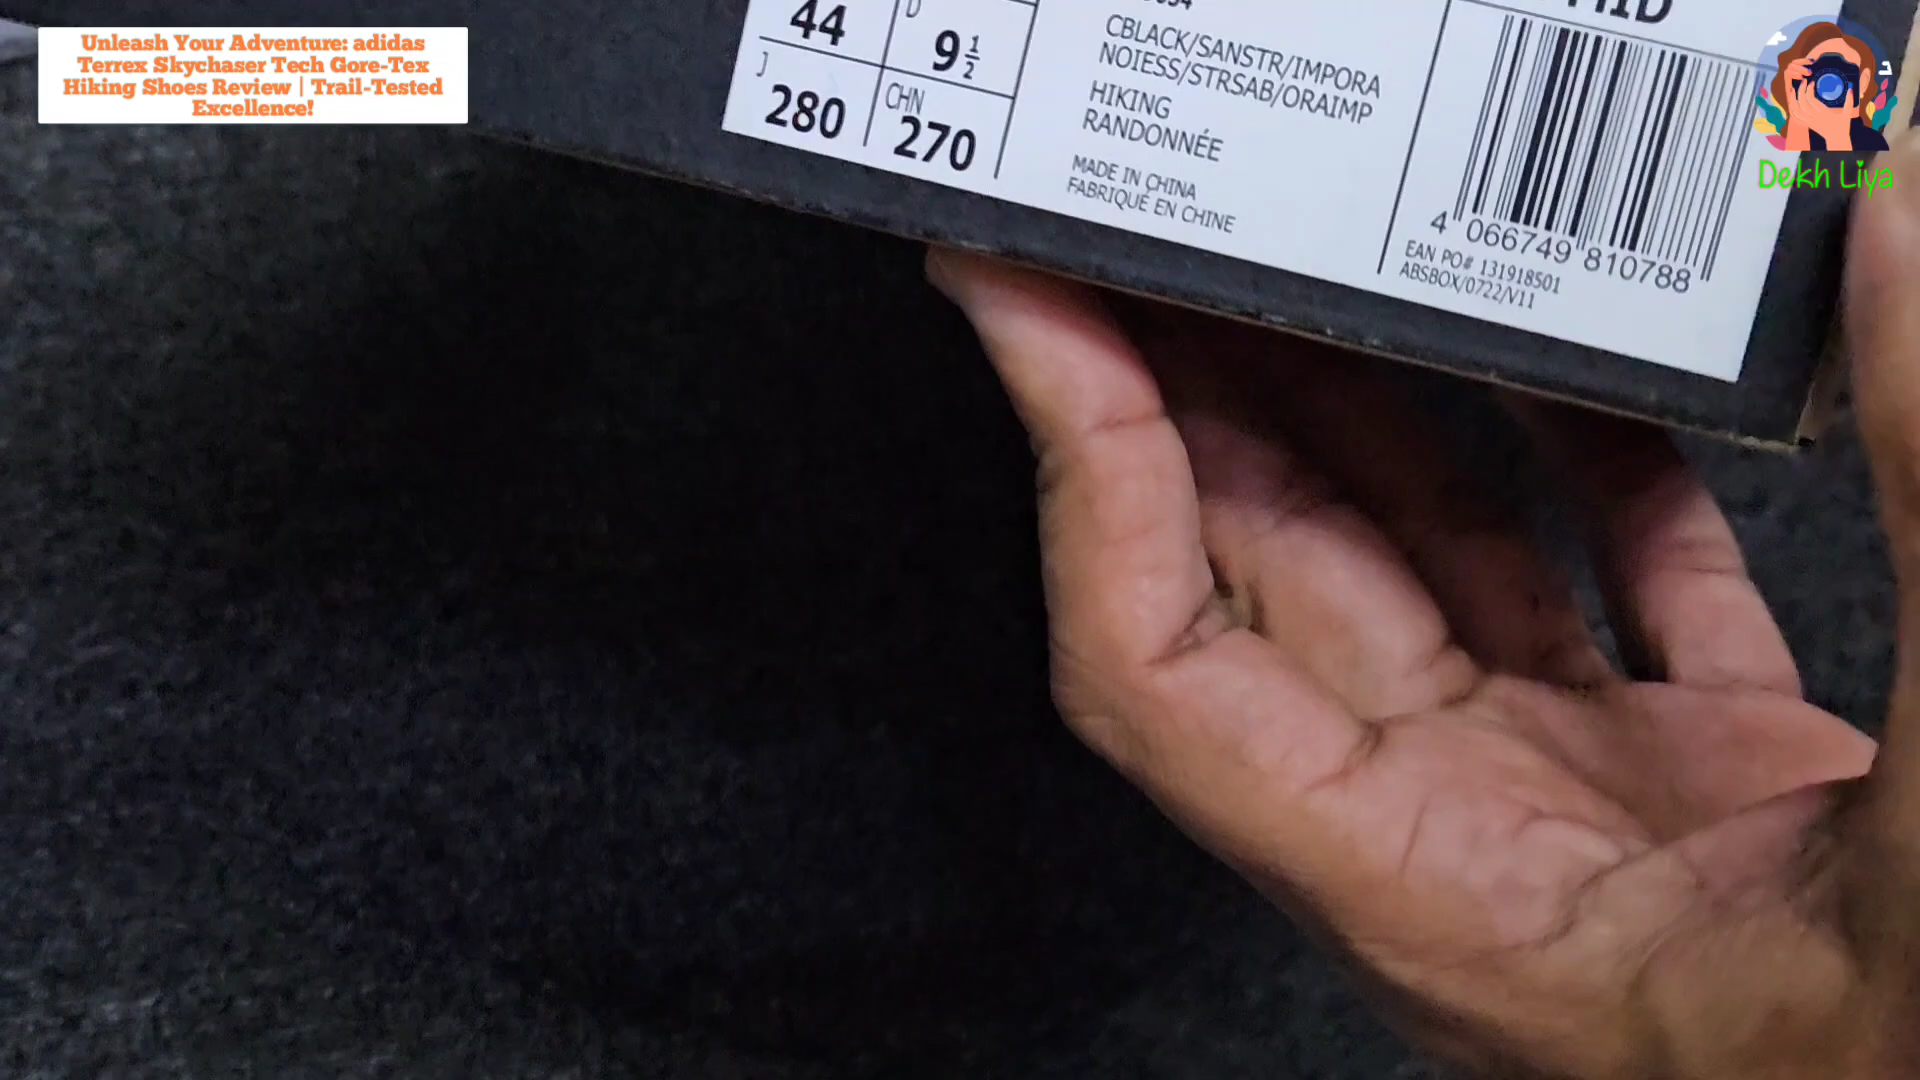 Unleash Your Adventure: adidas
Terrex Skychaser Tech Gore-Tex
Hiking Shoes Review | Trail-Tested
Excellence!
44
D
9 1/2
J
280
CHN
270
CBLACK/SANSTR/IMPORA
NOIESS/STRSAB/ORAIMP
HIKING
RANDONNÉE
MADE IN CHINA
FABRIQUÉ EN CHINE
MID
4 066749 810788
EAN PO# 131918501
ABSBOX/0722/V11
Dekh Liya